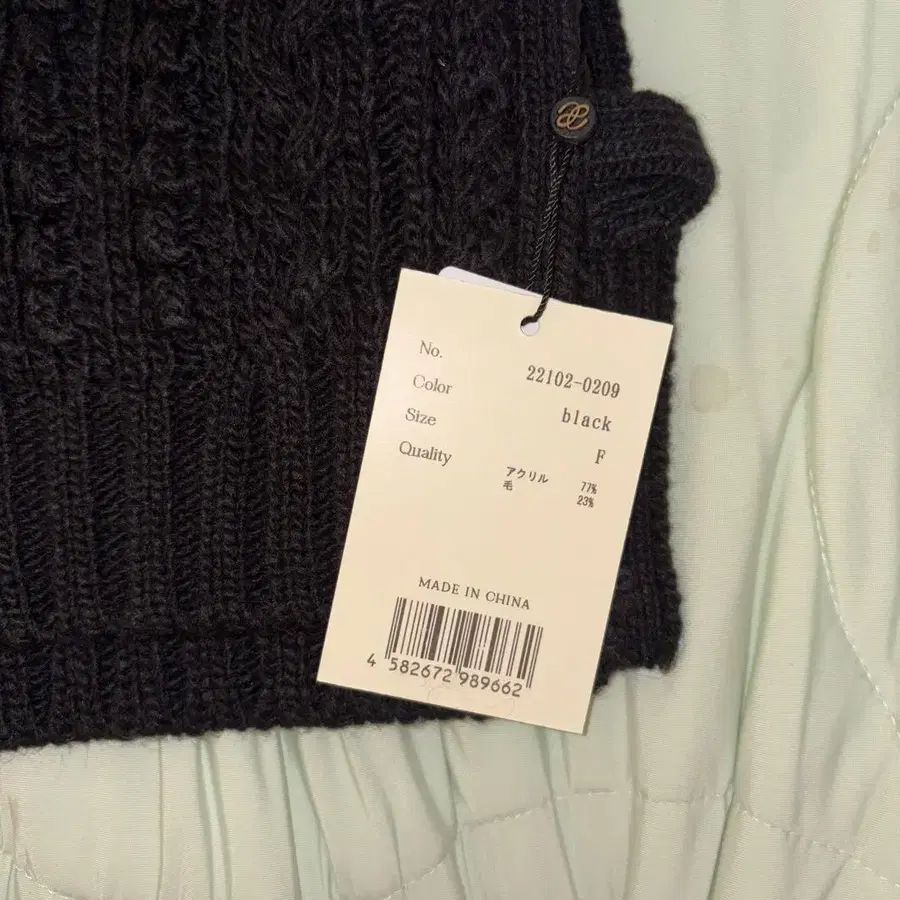 No. 22102-0209
Color black
Size F
Quality
アクリル 77%
毛 23%
MADE IN CHINA
4 582672 989662